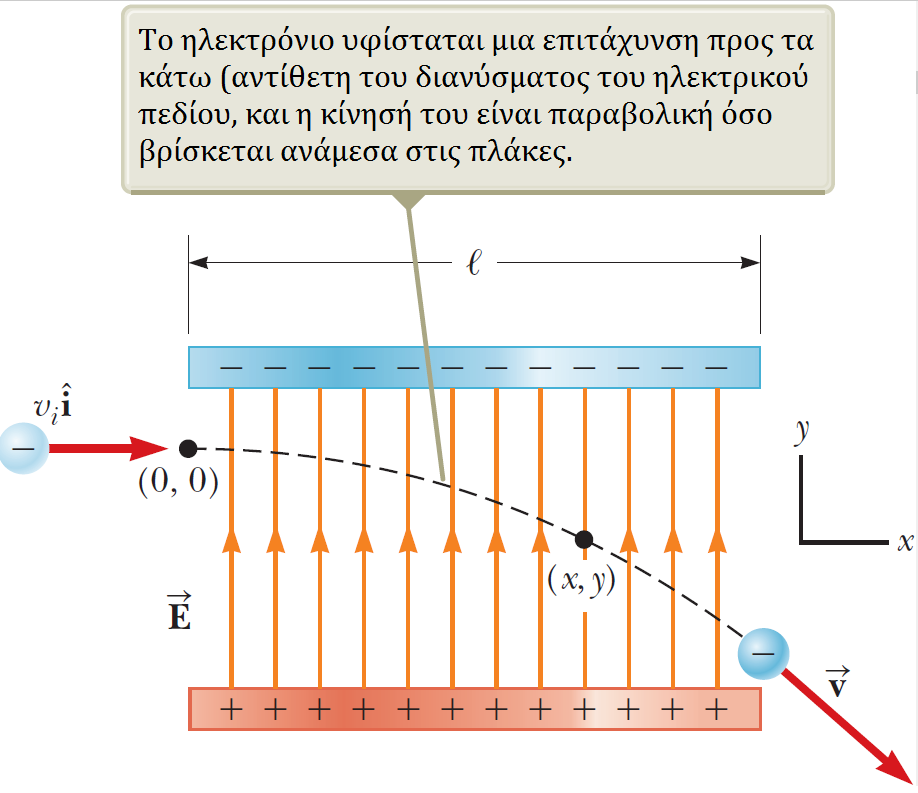 Το ηλεκτρόνιο υφίσταται μια επιτάχυνση προς τα
κάτω (αντίθετη του διανύσματος του ηλεκτρικού
πεδίου, και η κίνησή του είναι παραβολική όσο
βρίσκεται ανάμεσα στις πλάκες.
ℓ
− − − − − − − − − − − −
v_i î
−
(0, 0)
y
x
(x, y)
E⃗
−
v⃗
+ + + + + + + + + + + +